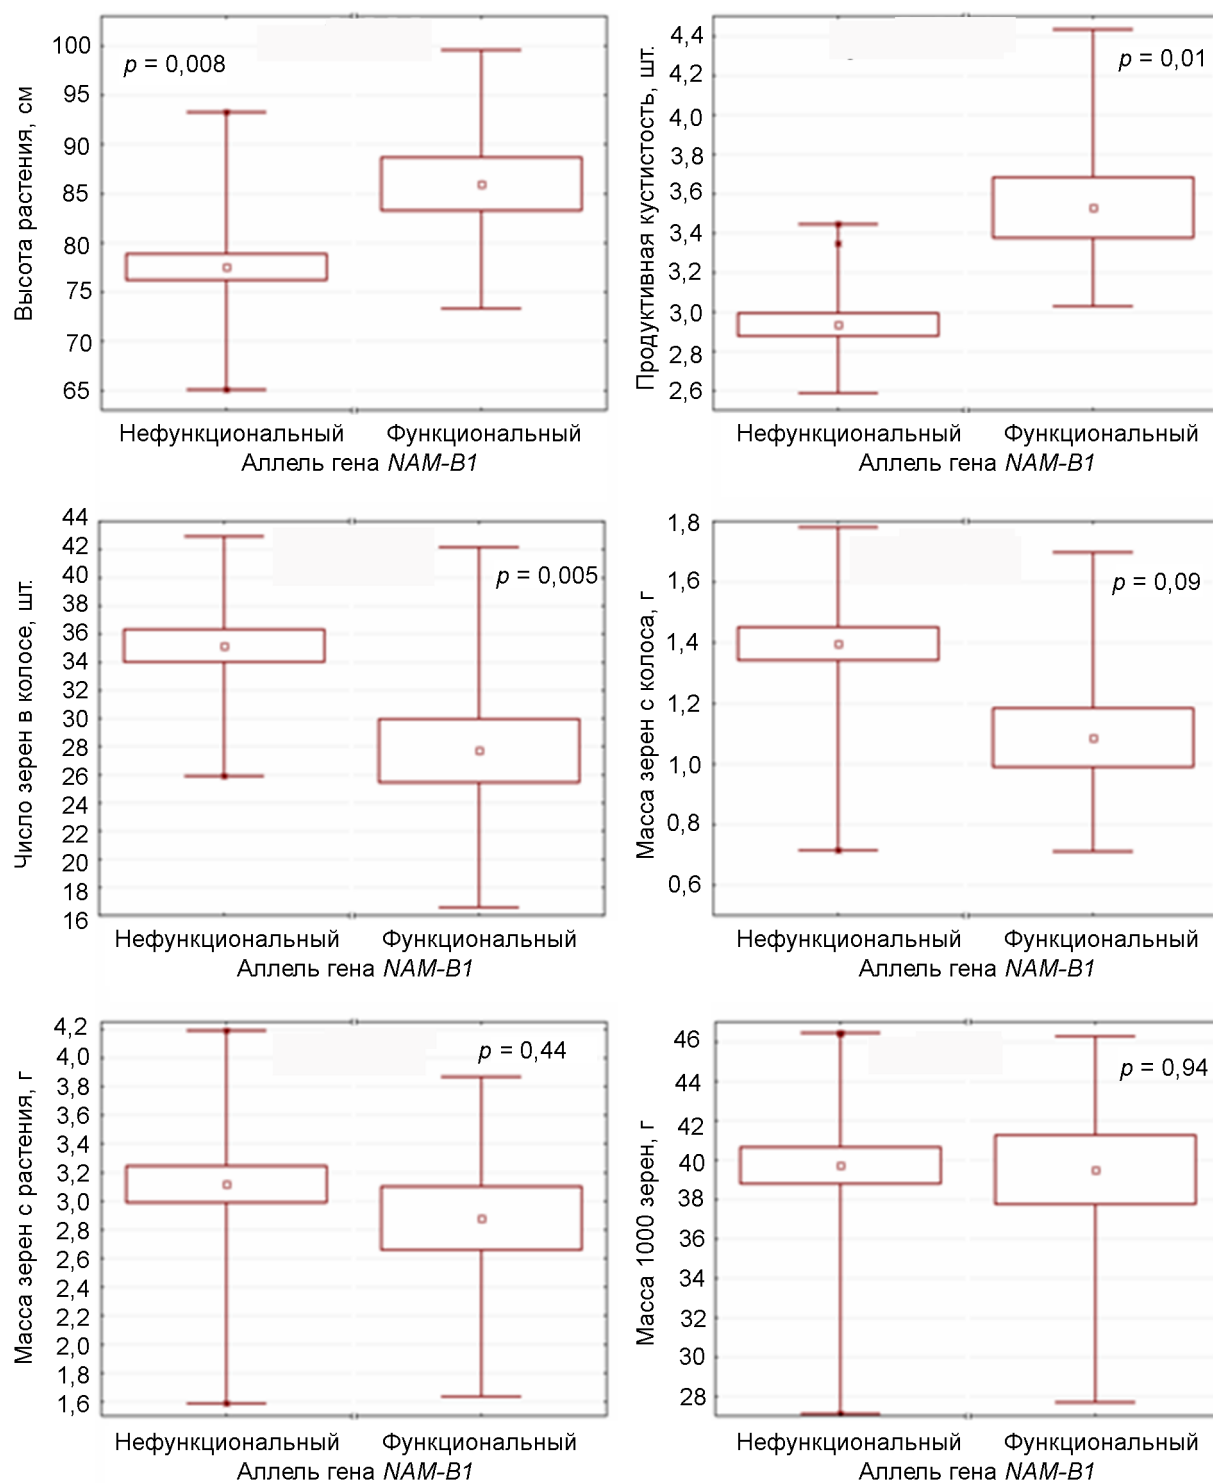 Высота растения, см
100
95
90
85
80
75
70
65
p = 0,008
Нефункциональный Функциональный
Аллель гена NAM-B1
Продуктивная кустистость, шт.
4,4
4,2
4,0
3,8
3,6
3,4
3,2
3,0
2,8
2,6
p = 0,01
Нефункциональный Функциональный
Аллель гена NAM-B1
Число зерен в колосе, шт.
44
42
40
38
36
34
32
30
28
26
24
22
20
18
16
p = 0,005
Нефункциональный Функциональный
Аллель гена NAM-B1
Масса зерен с колоса, г
1,8
1,6
1,4
1,2
1,0
0,8
0,6
p = 0,09
Нефункциональный Функциональный
Аллель гена NAM-B1
Масса зерен с растения, г
4,2
4,0
3,8
3,6
3,4
3,2
3,0
2,8
2,6
2,4
2,2
2,0
1,8
1,6
p = 0,44
Нефункциональный Функциональный
Аллель гена NAM-B1
Масса 1000 зерен, г
46
44
42
40
38
36
34
32
30
28
p = 0,94
Нефункциональный Функциональный
Аллель гена NAM-B1